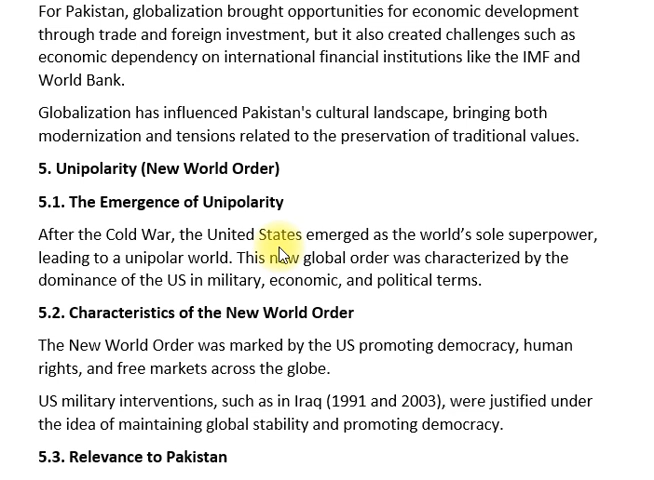 For Pakistan, globalization brought opportunities for economic development
through trade and foreign investment, but it also created challenges such as
economic dependency on international financial institutions like the IMF and
World Bank.
Globalization has influenced Pakistan's cultural landscape, bringing both
modernization and tensions related to the preservation of traditional values.
5. Unipolarity (New World Order)
5.1. The Emergence of Unipolarity
After the Cold War, the United States emerged as the world’s sole superpower,
leading to a unipolar world. This new global order was characterized by the
dominance of the US in military, economic, and political terms.
5.2. Characteristics of the New World Order
The New World Order was marked by the US promoting democracy, human
rights, and free markets across the globe.
US military interventions, such as in Iraq (1991 and 2003), were justified under
the idea of maintaining global stability and promoting democracy.
5.3. Relevance to Pakistan